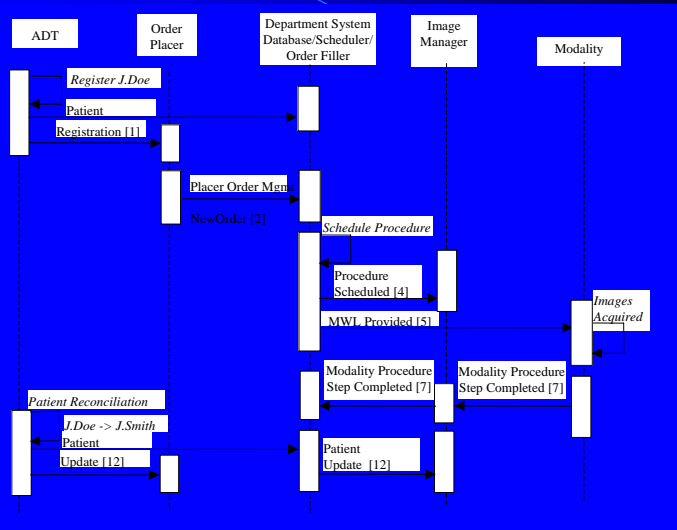 ADT
Order
Placer
Department System
Database/Scheduler/
Order Filler
Image
Manager
Modality
Register J.Doe
Patient
Registration [1]
Placer Order Mgmt
NewOrder [2]
Schedule Procedure
Procedure
Scheduled [4]
MWL Provided [5]
Images
Acquired
Modality Procedure
Step Completed [7]
Modality Procedure
Step Completed [7]
Patient Reconciliation
J.Doe -> J.Smith
Patient
Update [12]
Patient
Update [12]